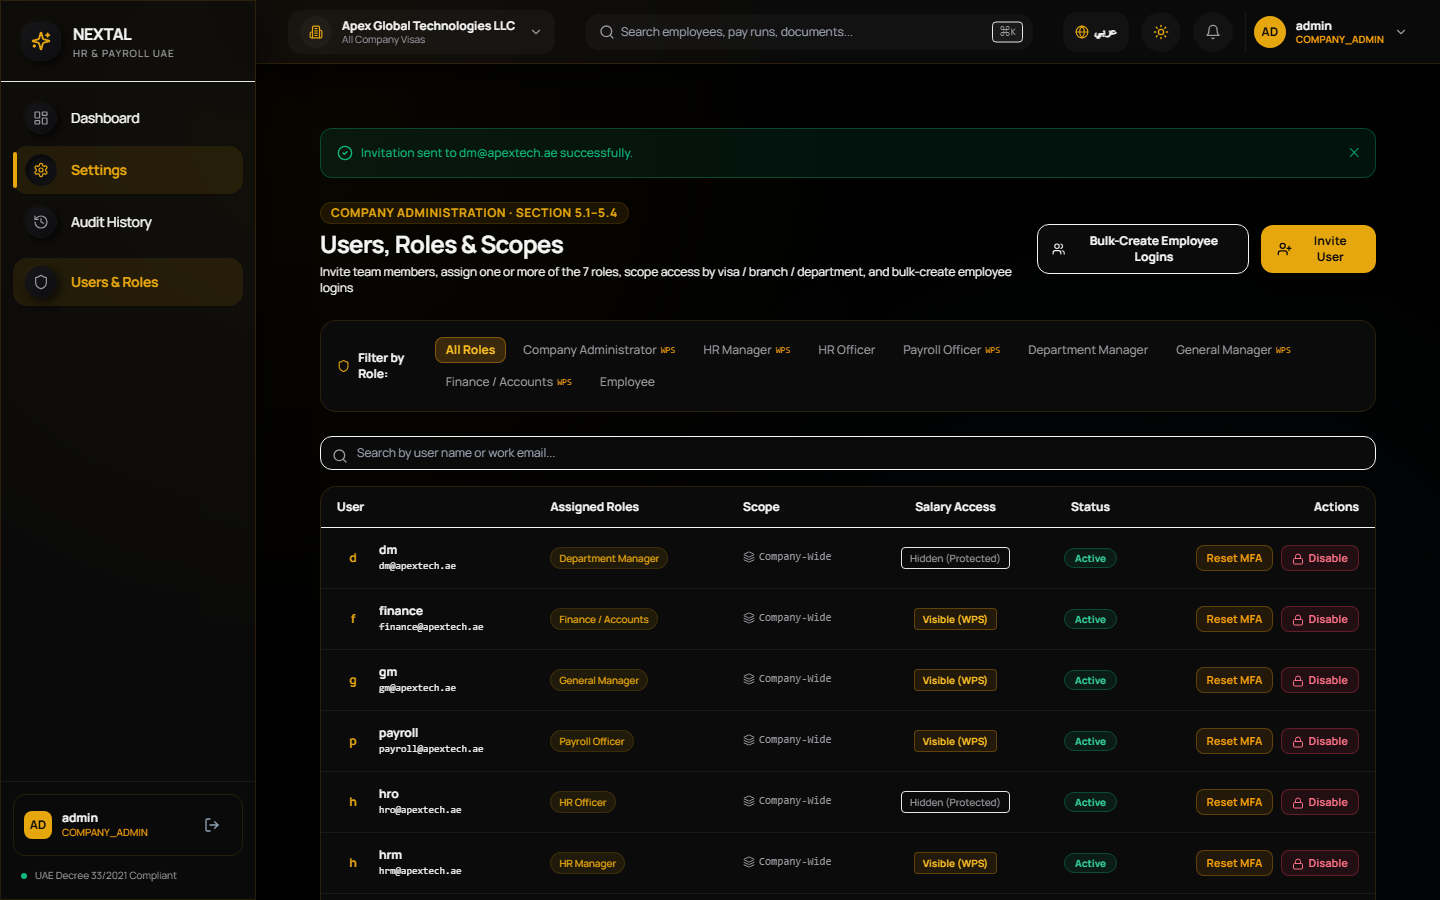 NEXTAL
HR & PAYROLL UAE
Dashboard
Settings
Audit History
Users & Roles
AD
admin
COMPANY_ADMIN
UAE Decree 33/2021 Compliant
Apex Global Technologies LLC
All Company Visas
Search employees, pay runs, documents...
⌘K
عربي
AD
admin
COMPANY_ADMIN
Invitation sent to dm@apextech.ae successfully.
COMPANY ADMINISTRATION · SECTION 5.1–5.4
Users, Roles & Scopes
Invite team members, assign one or more of the 7 roles, scope access by visa / branch / department, and bulk-create employee
logins
Bulk-Create Employee
Logins
Invite
User
Filter by
Role:
All Roles
Company Administrator WPS
HR Manager WPS
HR Officer
Payroll Officer WPS
Department Manager
General Manager WPS
Finance / Accounts WPS
Employee
Search by user name or work email...
User Assigned Roles Scope Salary Access Status Actions
d dm Department Manager Company-Wide Hidden (Protected) Active Reset MFA Disable
dm@apextech.ae
f finance Finance / Accounts Company-Wide Visible (WPS) Active Reset MFA Disable
finance@apextech.ae
g gm General Manager Company-Wide Visible (WPS) Active Reset MFA Disable
gm@apextech.ae
p payroll Payroll Officer Company-Wide Visible (WPS) Active Reset MFA Disable
payroll@apextech.ae
h hro HR Officer Company-Wide Hidden (Protected) Active Reset MFA Disable
hro@apextech.ae
h hrm HR Manager Company-Wide Visible (WPS) Active Reset MFA Disable
hrm@apextech.ae